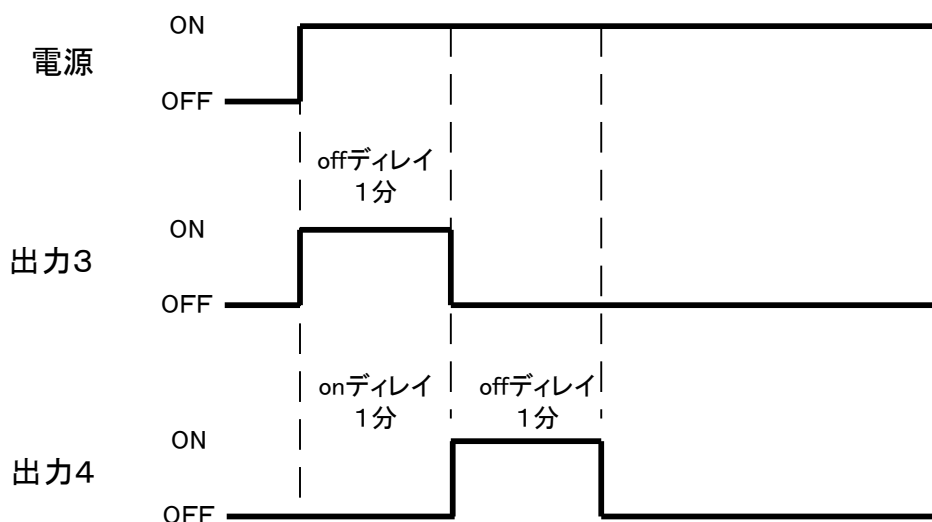 ON
電源
OFF
offディレイ
１分
ON
出力３
OFF
onディレイ offディレイ
１分 １分
ON
出力４
OFF